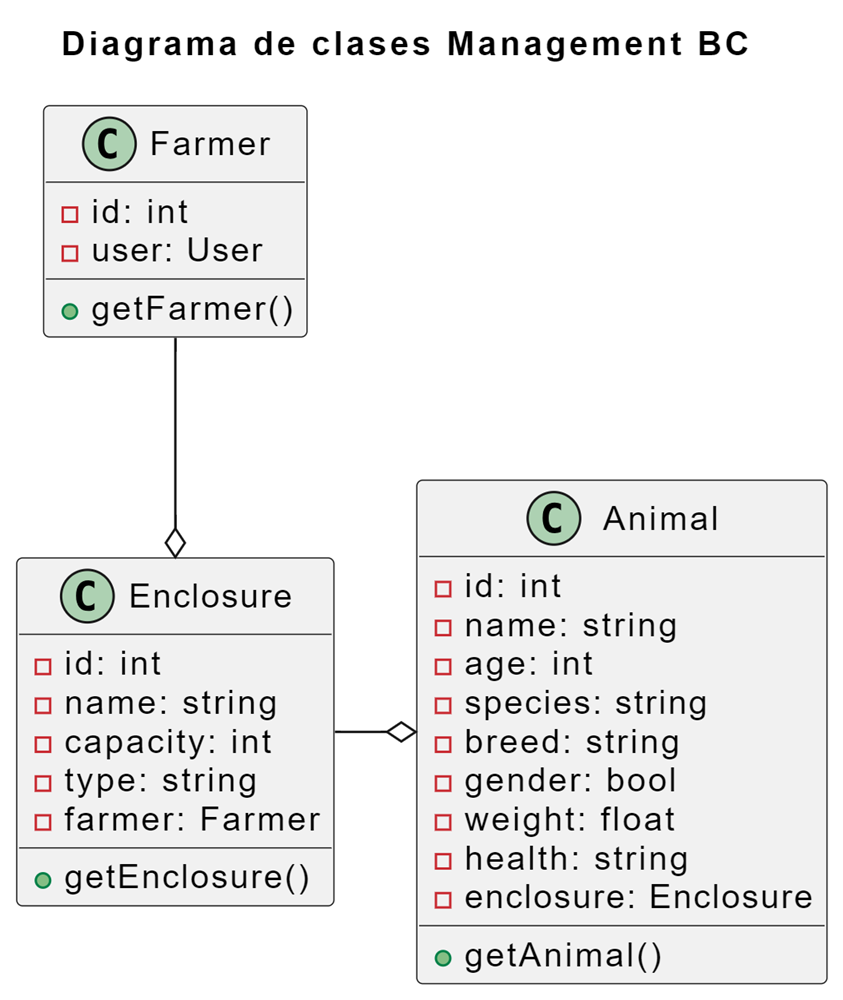 Diagrama de clases Management BC
C Farmer
id: int
user: User
getFarmer()
C Enclosure
id: int
name: string
capacity: int
type: string
farmer: Farmer
getEnclosure()
C Animal
id: int
name: string
age: int
species: string
breed: string
gender: bool
weight: float
health: string
enclosure: Enclosure
getAnimal()